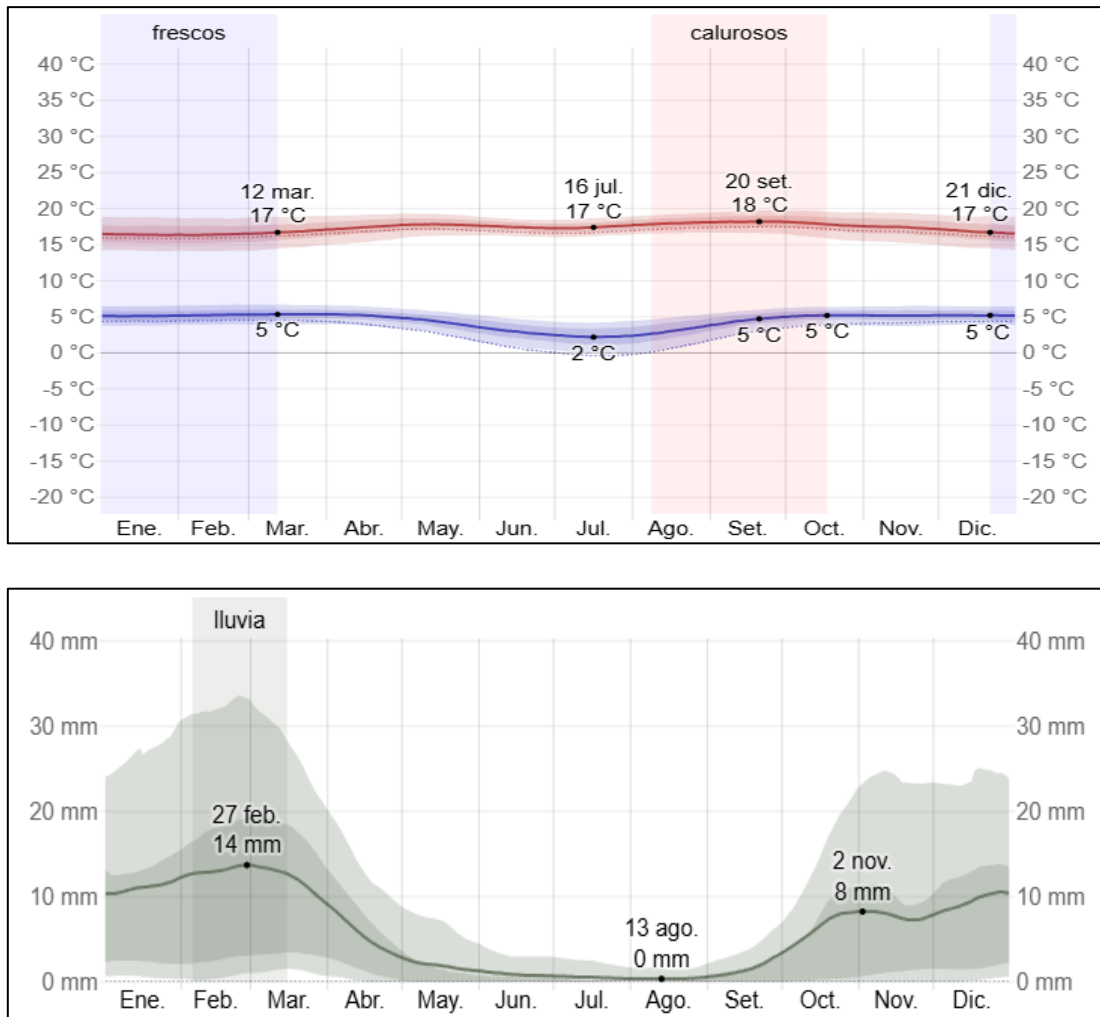 frescos calurosos
40 °C 40 °C
35 °C 35 °C
30 °C 30 °C
25 °C 25 °C
12 mar. 16 jul. 20 set. 21 dic.
20 °C 17 °C 17 °C 18 °C 17 °C 20 °C
15 °C 15 °C
10 °C 10 °C
5 °C 5 °C 2 °C 5 °C 5 °C 5 °C 5 °C
0 °C 0 °C
-5 °C -5 °C
-10 °C -10 °C
-15 °C -15 °C
-20 °C -20 °C
Ene. Feb. Mar. Abr. May. Jun. Jul. Ago. Set. Oct. Nov. Dic.
lluvia
40 mm 40 mm
30 mm 30 mm
20 mm 20 mm
27 feb.
14 mm
2 nov.
10 mm 8 mm 10 mm
13 ago.
0 mm
0 mm 0 mm
Ene. Feb. Mar. Abr. May. Jun. Jul. Ago. Set. Oct. Nov. Dic.